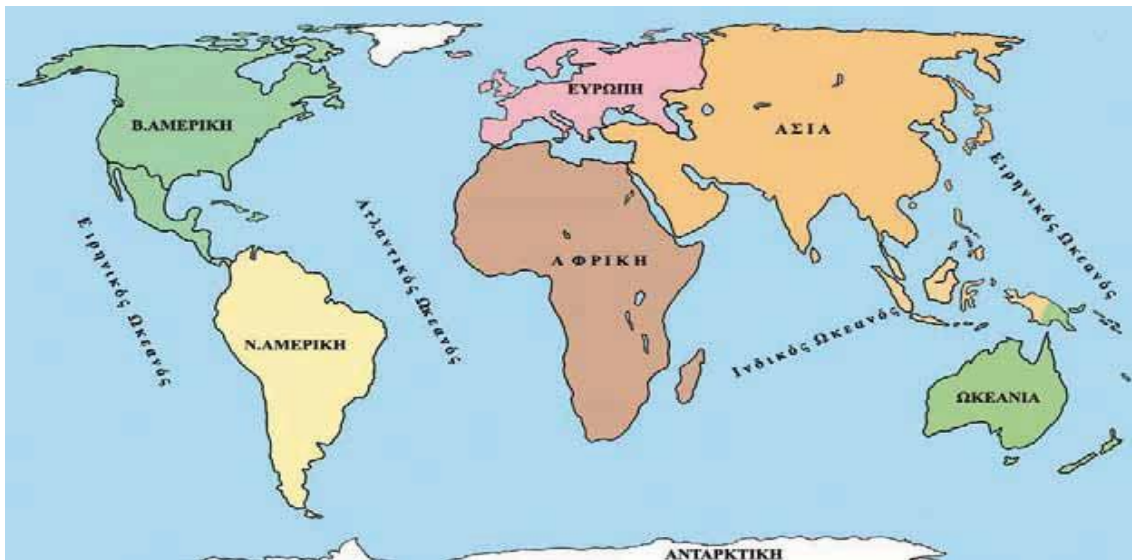 ΕΥΡΩΠΗ
Β.ΑΜΕΡΙΚΗ
ΑΣΙΑ
Ειρηνικός Ωκεανός
Ατλαντικός Ωκεανός
Ειρηνικός Ωκεανός
ΑΦΡΙΚΗ
Ν.ΑΜΕΡΙΚΗ
Ινδικός Ωκεανός
ΩΚΕΑΝΙΑ
ΑΝΤΑΡΚΤΙΚΗ